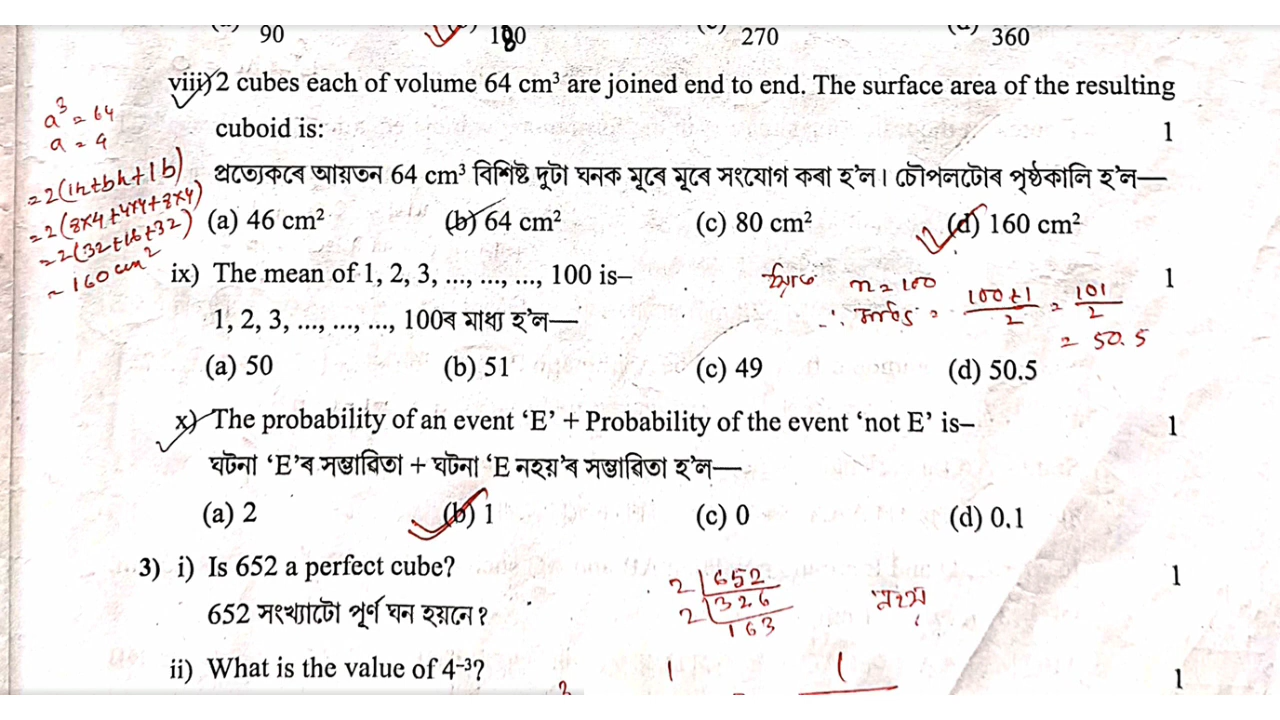 90 180 270 360
viii) 2 cubes each of volume 64 cm³ are joined end to end. The surface area of the resulting
cuboid is: 1
প্ৰত্যেকৰে আয়তন 64 cm³ বিশিষ্ট দুটা ঘনক মূৰে মূৰে সংযোগ কৰা হ’ল। চৌপলটোৰ পৃষ্ঠকালি হ’ল—
(a) 46 cm² (b) 64 cm² (c) 80 cm² (d) 160 cm²
a³ = 64
a = 4
= 2(lh+bh+lb)
= 2(8×4+4×4+8×4)
= 2(32+16+32)
= 160 cm²
ix) The mean of 1, 2, 3, ..., ..., ..., 100 is– 1
1, 2, 3, ..., ..., ..., 100ৰ মাধ্য হ’ল—
n = 100
100+1/2 = 101/2
= 50.5
(a) 50 (b) 51 (c) 49 (d) 50.5
x) The probability of an event ‘E’ + Probability of the event ‘not E’ is– 1
ঘটনা ‘E’ৰ সম্ভাৱিতা + ঘটনা ‘E নহয়’ৰ সম্ভাৱিতা হ’ল—
(a) 2 (b) 1 (c) 0 (d) 0.1
3) i) Is 652 a perfect cube? 1
652 সংখ্যাটো পূৰ্ণ ঘন হয়নে?
2 652
2 326
163
নহয়
ii) What is the value of 4⁻³? 1